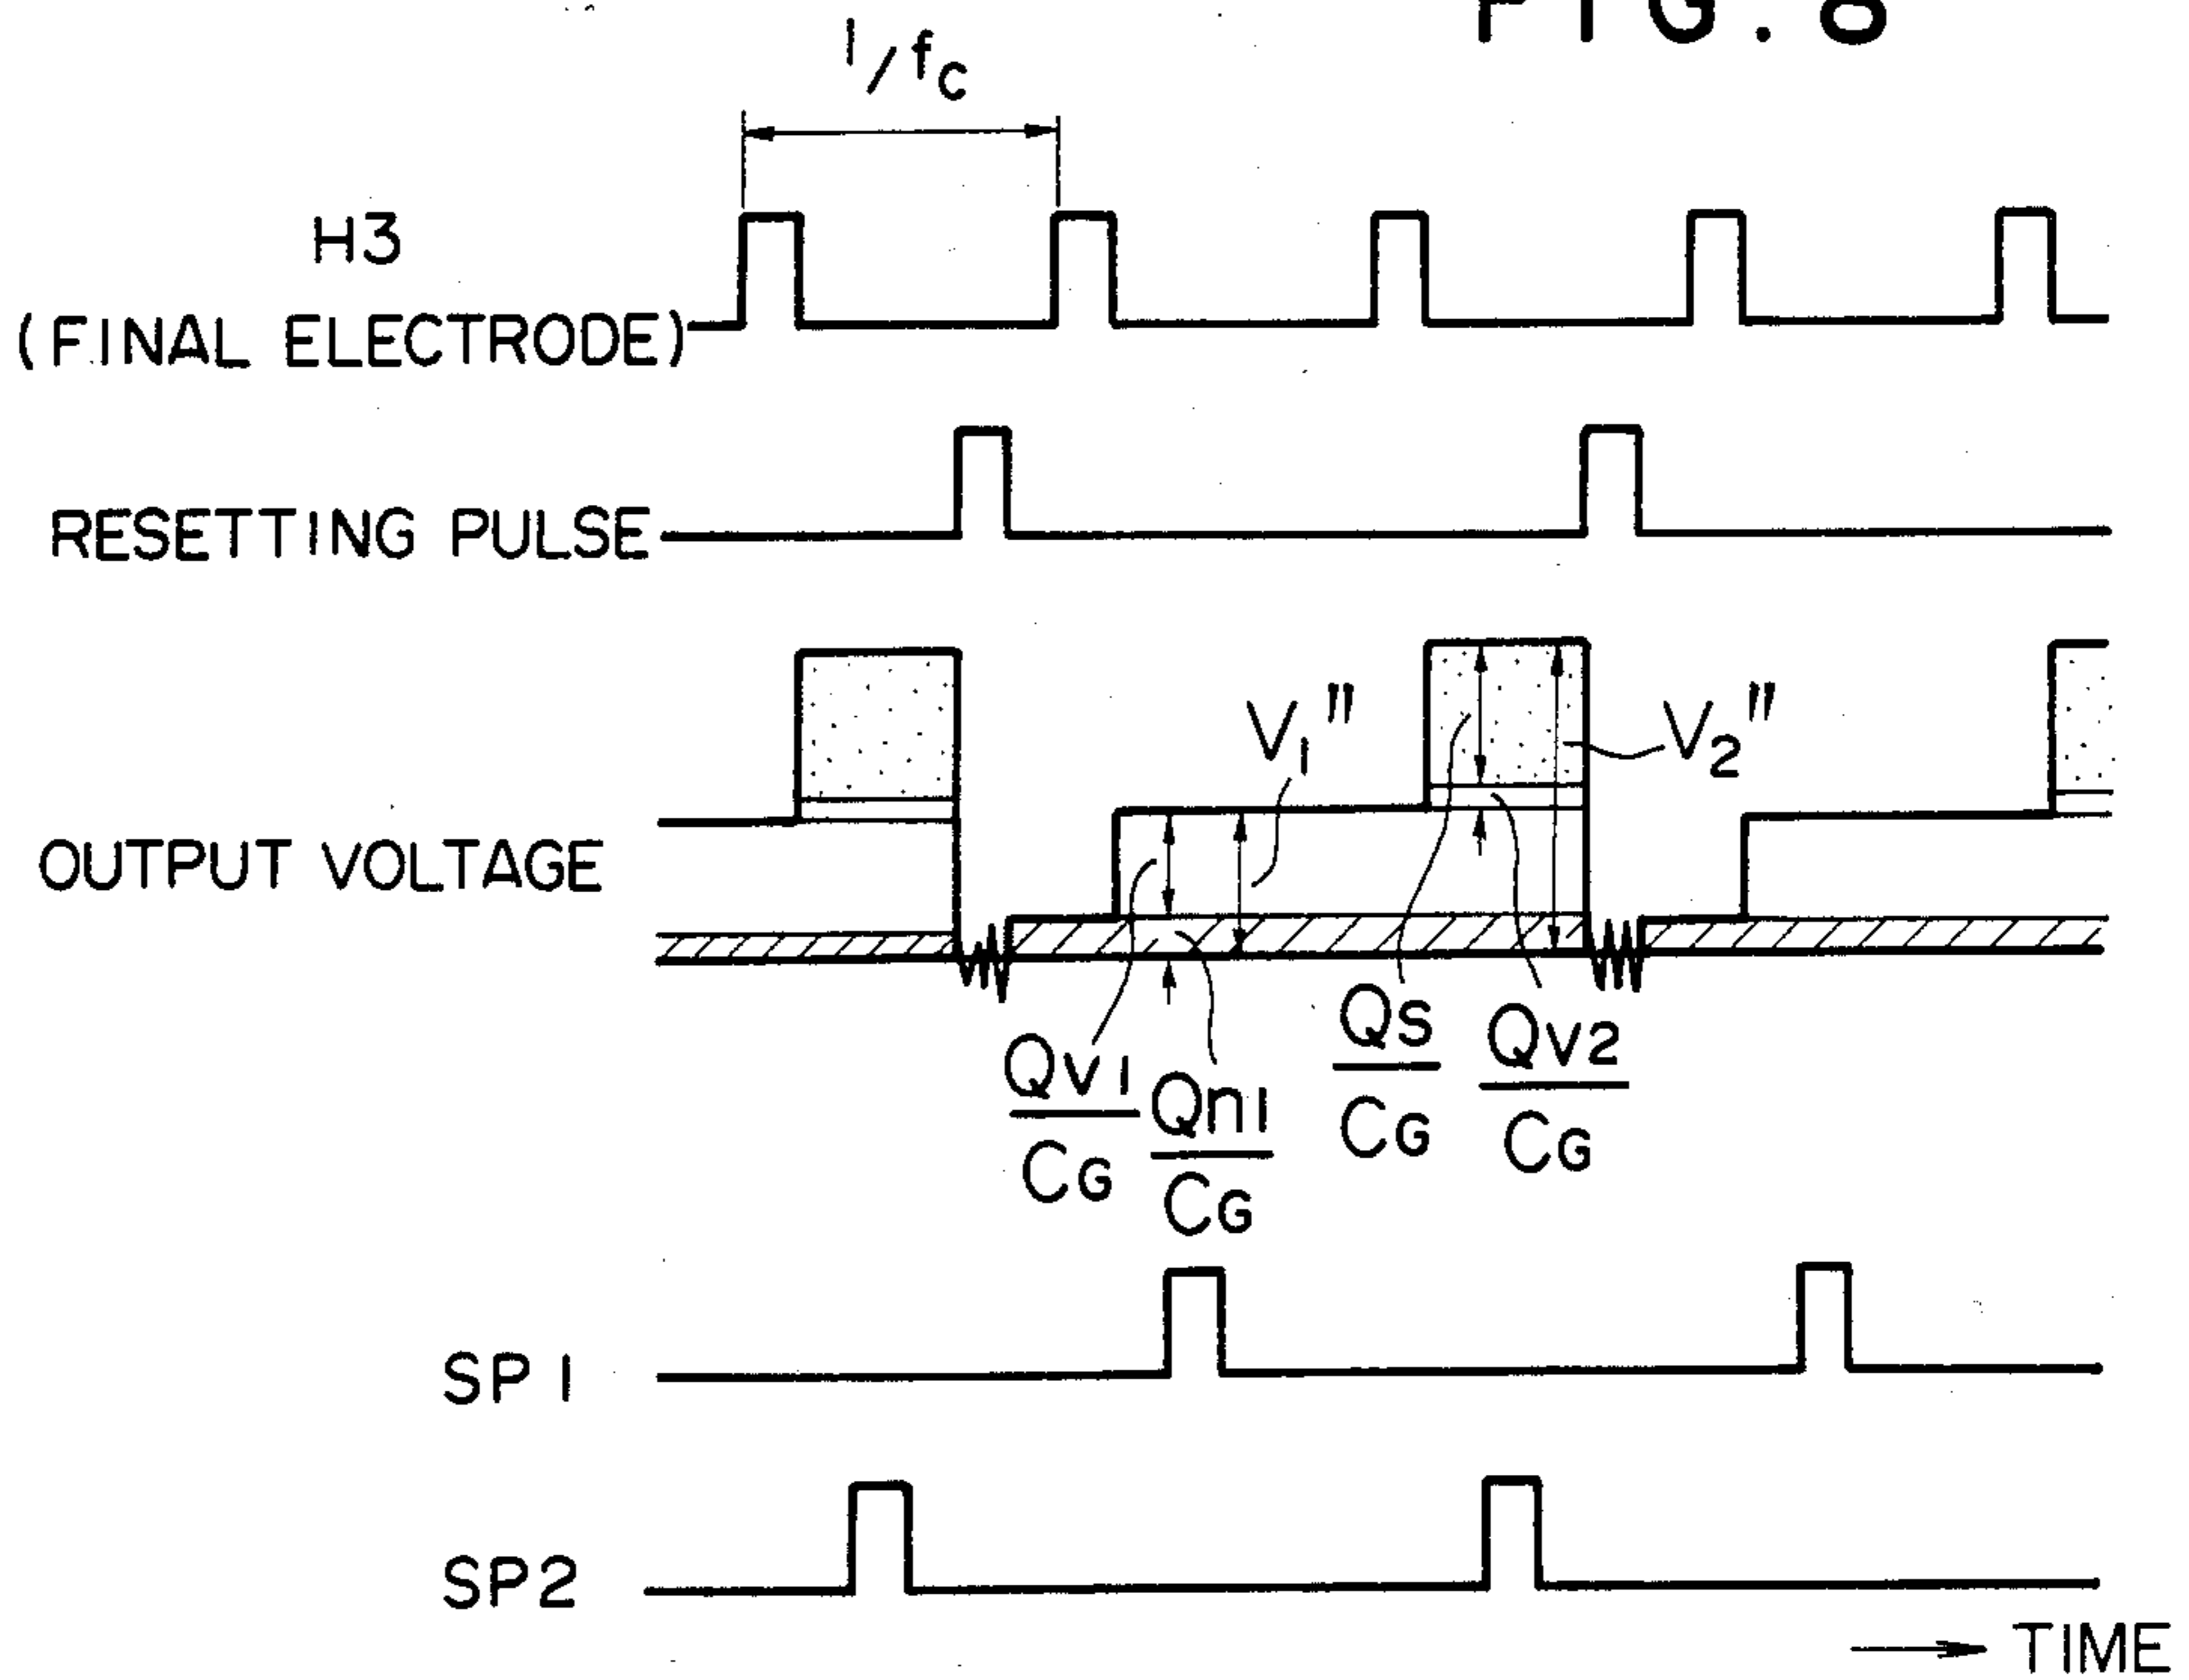 FIG.8
1/fC
H3
(FINAL ELECTRODE)
RESETTING PULSE
OUTPUT VOLTAGE
V1"
V2"
QV1
CG
Qn1
CG
QS
CG
QV2
CG
SP1
SP2
TIME